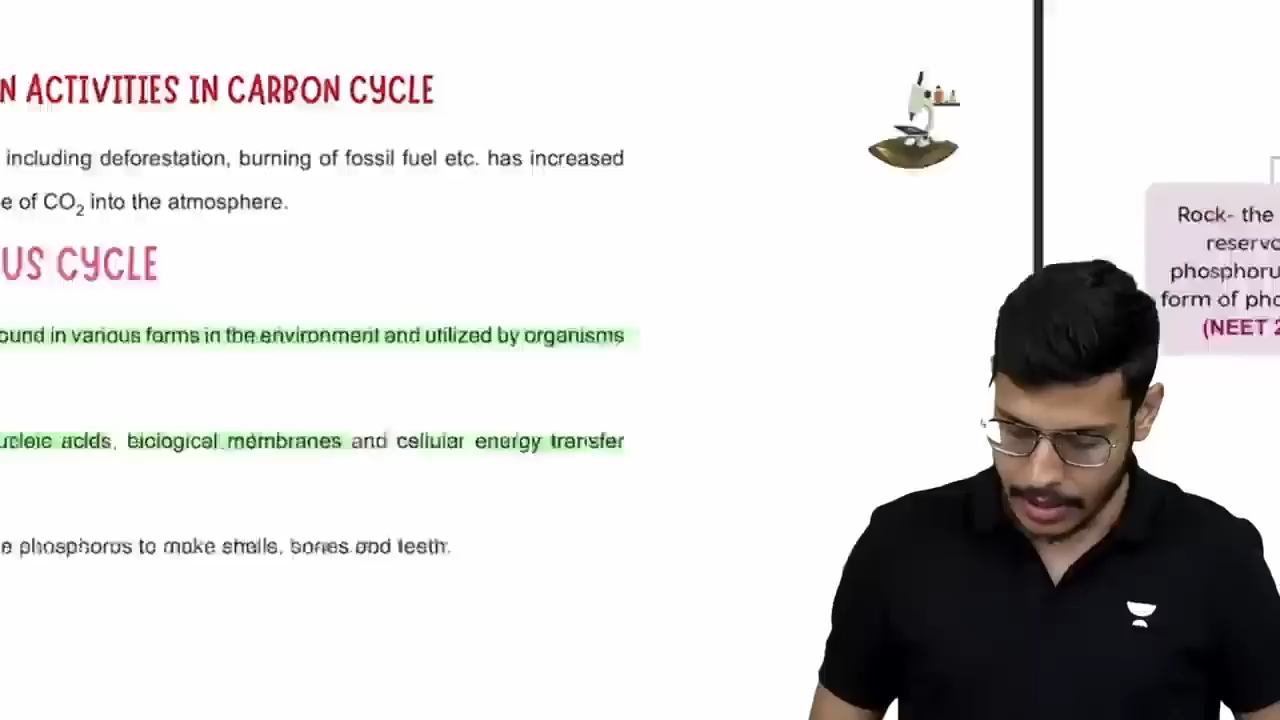 N ACTIVITIES IN CARBON CYCLE
including deforestation, burning of fossil fuel etc. has increased
e of CO₂ into the atmosphere.
US CYCLE
ound in various forms in the environment and utilized by organisms
ucleic acids, biological membranes and cellular energy transfer
e phosphorus to make shells, bones and teeth.
Rock- the
reservo
phosphoru
form of pho
(NEET 2